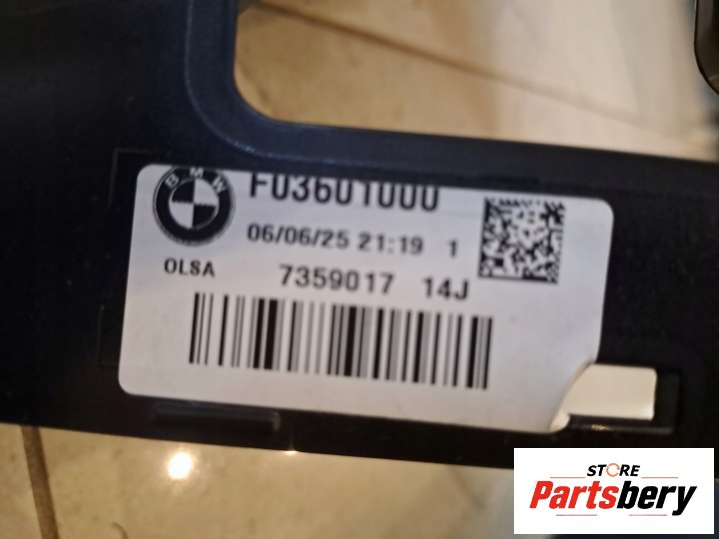 BMW
F03601000
06/06/25 21:19 1
OLSA
7359017 14J
STORE
Partsbery